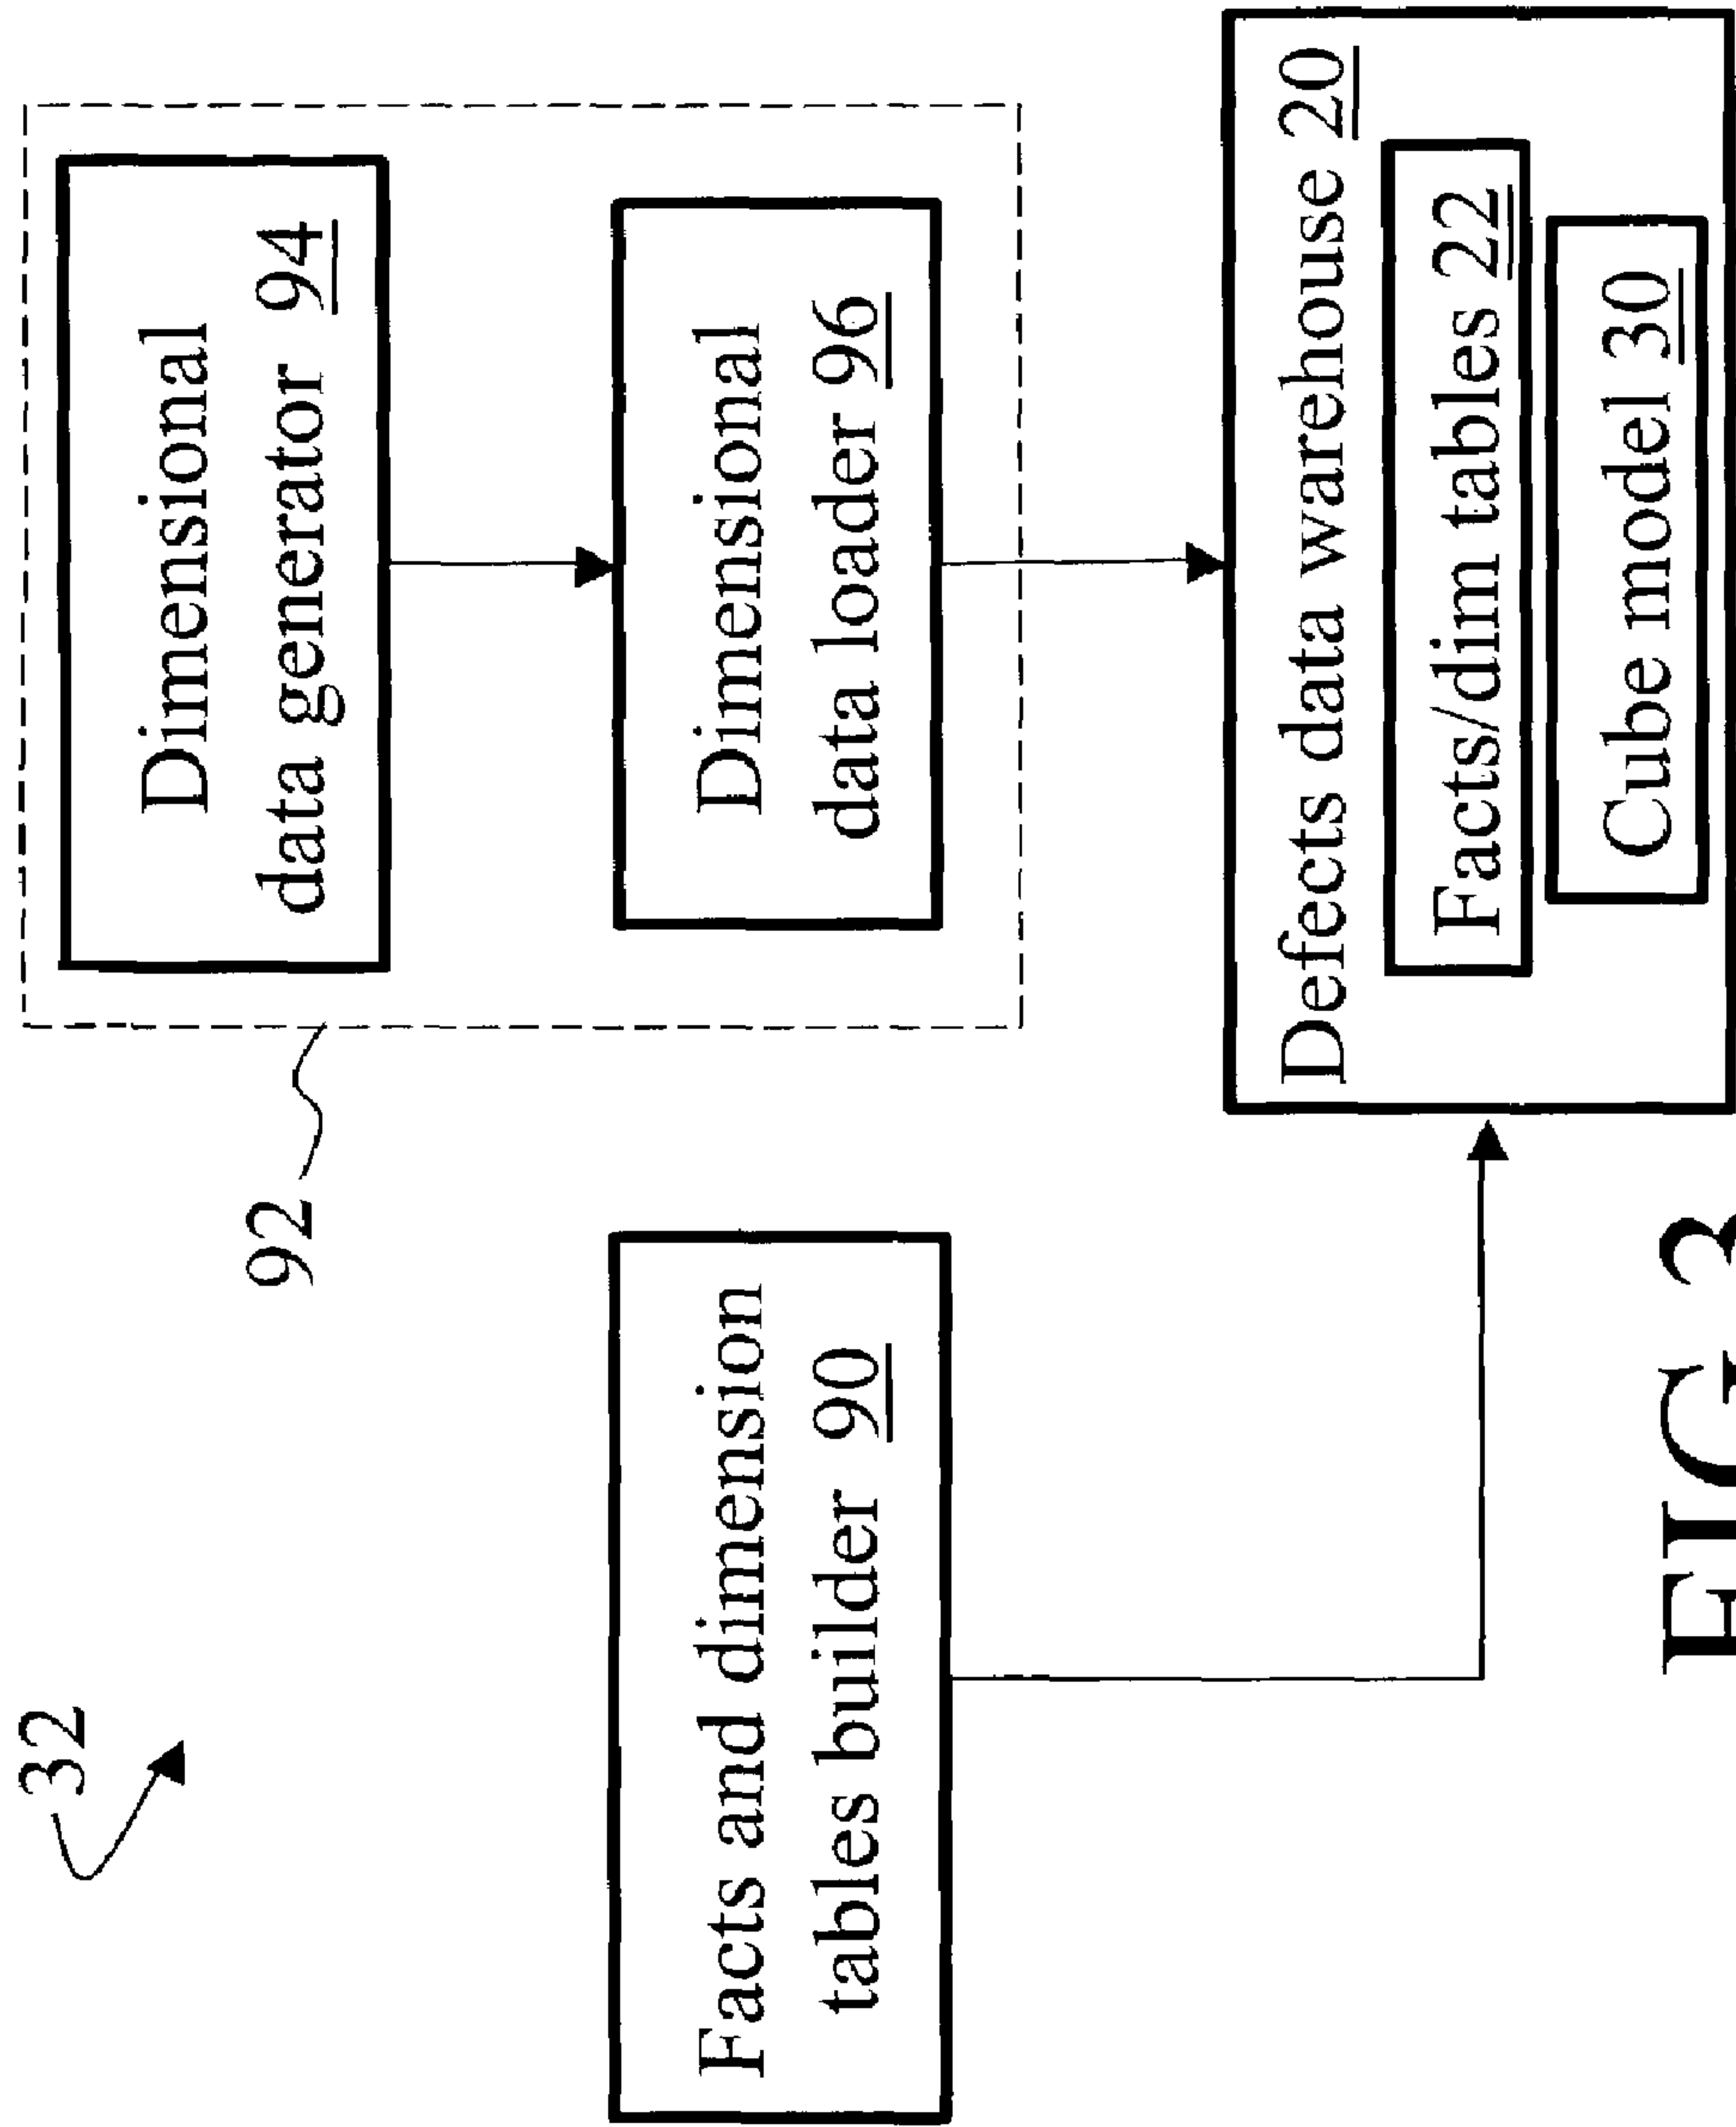 32
92
Dimensional
data generator 94
Facts and dimension
tables builder 90
Dimensional
data loader 96
Defects data warehouse 20
Facts/dim tables 22
Cube model 30
FIG 3